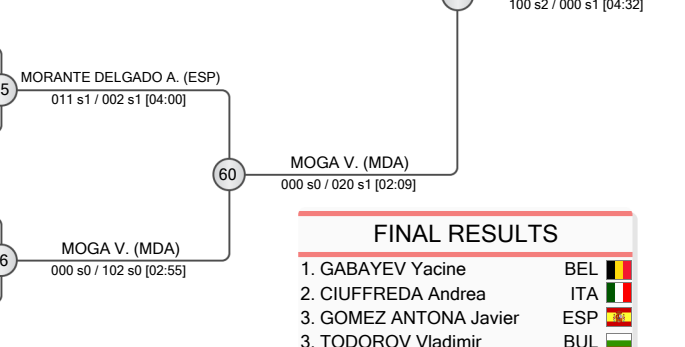 100 s2 / 000 s1 [04:32]
MORANTE DELGADO A. (ESP)
5
011 s1 / 002 s1 [04:00]
MOGA V. (MDA)
60
000 s0 / 020 s1 [02:09]
MOGA V. (MDA)
6
000 s0 / 102 s0 [02:55]
FINAL RESULTS
1. GABAYEV Yacine BEL
2. CIUFFREDA Andrea ITA
3. GOMEZ ANTONA Javier ESP
3. TODOROV Vladimir BUL